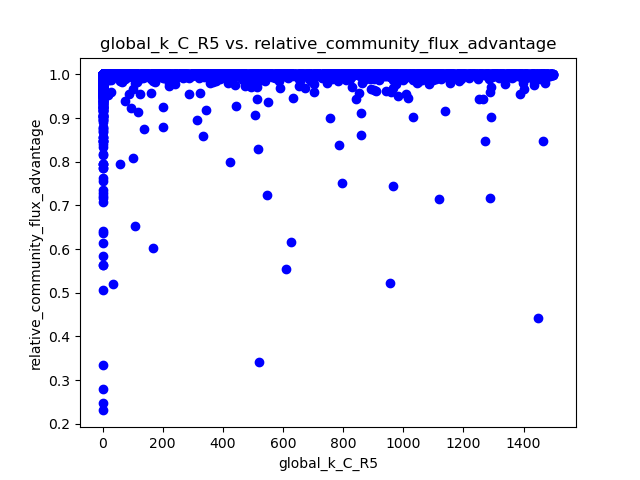 global_k_C_R5 vs. relative_community_flux_advantage
relative_community_flux_advantage
1.0
0.9
0.8
0.7
0.6
0.5
0.4
0.3
0.2
0 200 400 600 800 1000 1200 1400
global_k_C_R5